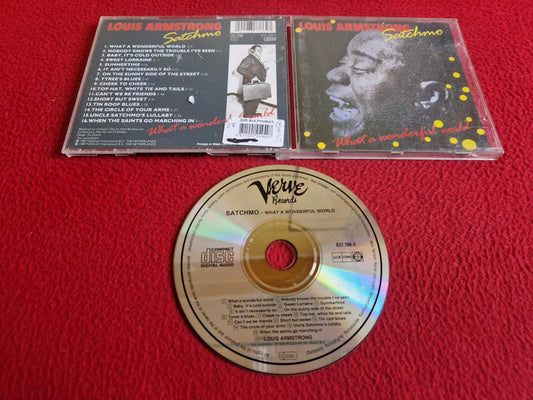 LOUIS ARMSTRONG
Satchmo
1. WHAT A WONDERFUL WORLD
2. NOBODY KNOWS THE TROUBLE I'VE SEEN
3. BABY, IT'S COLD OUTSIDE
4. SWEET LORRAINE
5. SUMMERTIME
6. IT AIN'T NECESSARILY SO
7. ON THE SUNNY SIDE OF THE STREET
8. TYREE'S BLUES
9. CHEEK TO CHEEK
10. TOP HAT, WHITE TIE AND TAILS
11. CAN'T WE BE FRIENDS
12. SHORT BUT SWEET
13. TIN ROOF BLUES
14. THE CIRCLE OF YOUR ARMS
15. UNCLE SATCHMO'S LULLABY
16. WHEN THE SAINTS GO MARCHING IN
What a wonderful world
LOUIS ARMSTRONG
Satchmo
What a wonderful world
Verve
Records
SATCHMO - WHAT A WONDERFUL WORLD
COMPACT
disc
DIGITAL AUDIO
837 786-2
What a wonderful world Nobody knows the trouble I've seen
Baby, it's cold outside Sweet Lorraine Summertime
It ain't necessarily so On the sunny side of the street
Tyree's blues Cheek to cheek Top hat, white tie and tails
Can't we be friends Short but sweet Tin roof blues
The circle of your arms Uncle Satchmo's lullaby
When the saints go marching in
LOUIS ARMSTRONG